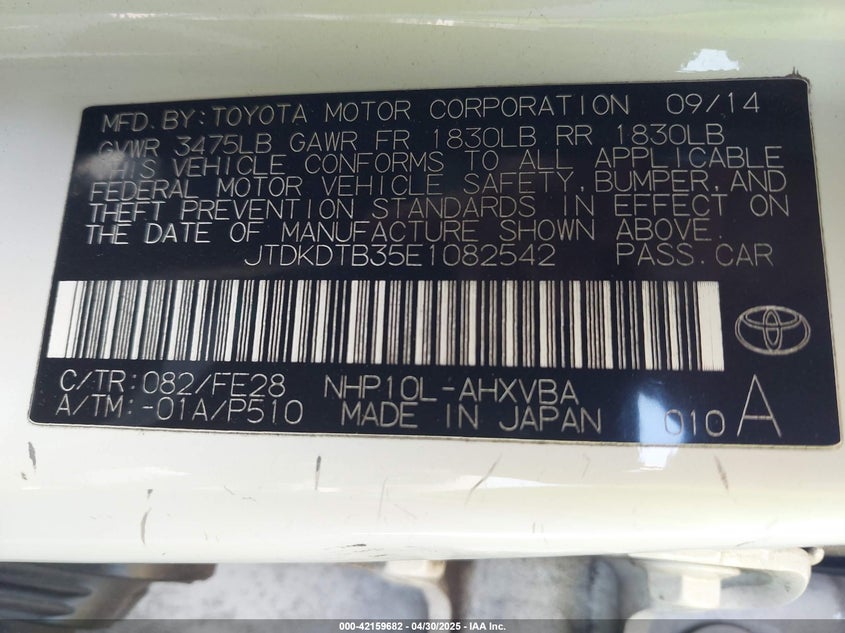 MFD. BY: TOYOTA MOTOR CORPORATION 09/14
GVWR 3475LB GAWR FR 1830LB RR 1830LB
THIS VEHICLE CONFORMS TO ALL APPLICABLE
FEDERAL MOTOR VEHICLE SAFETY, BUMPER, AND
THEFT PREVENTION STANDARDS IN EFFECT ON
THE DATE OF MANUFACTURE SHOWN ABOVE.
JTDKDTB35E1082542 PASS. CAR
C/TR: 082/FE28 NHP10L-AHXVBA
A/TM: -01A/P510 MADE IN JAPAN 010 A
000-42159682 - 04/30/2025 - IAA Inc.